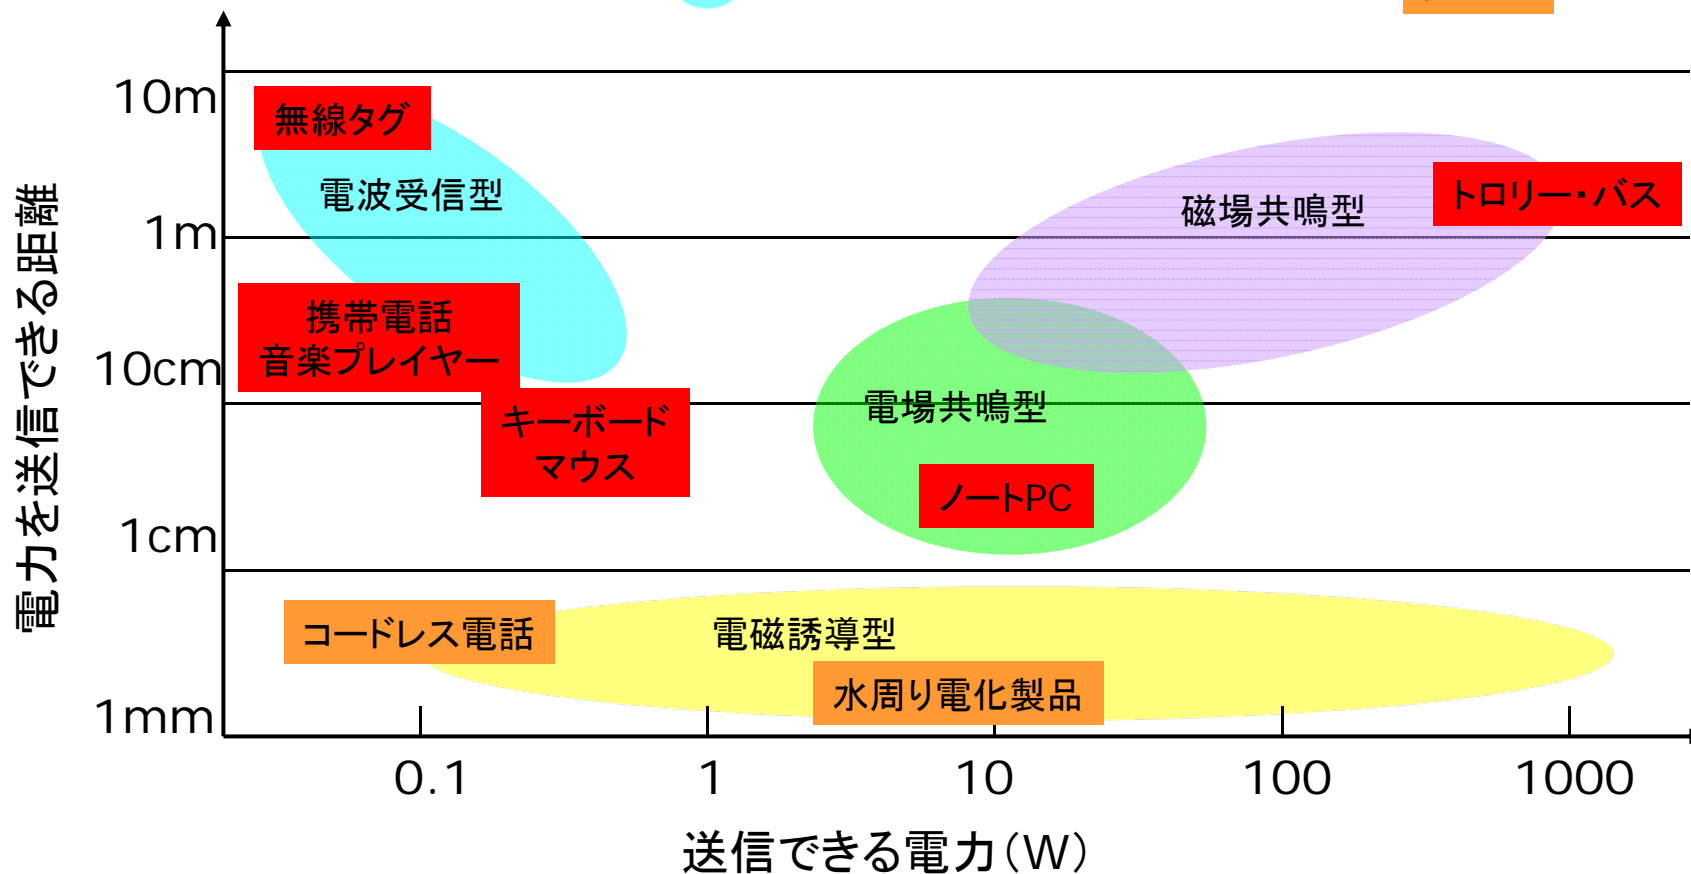 10m
無線タグ
電波受信型
磁場共鳴型
トロリー・バス
1m
携帯電話
音楽プレイヤー
10cm
キーボード
マウス
電場共鳴型
ノートPC
1cm
コードレス電話
電磁誘導型
水周り電化製品
1mm
0.1
1
10
100
1000
送信できる電力(W)
電力を送信できる距離